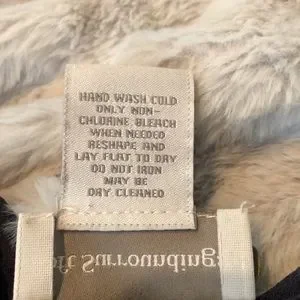 HAND WASH COLD
ONLY NON-
CHLORINE BLEACH
WHEN NEEDED
RESHAPE AND
LAY FLAT TO DRY
DO NOT IRON
MAY BE
DRY CLEANED
Surroundings